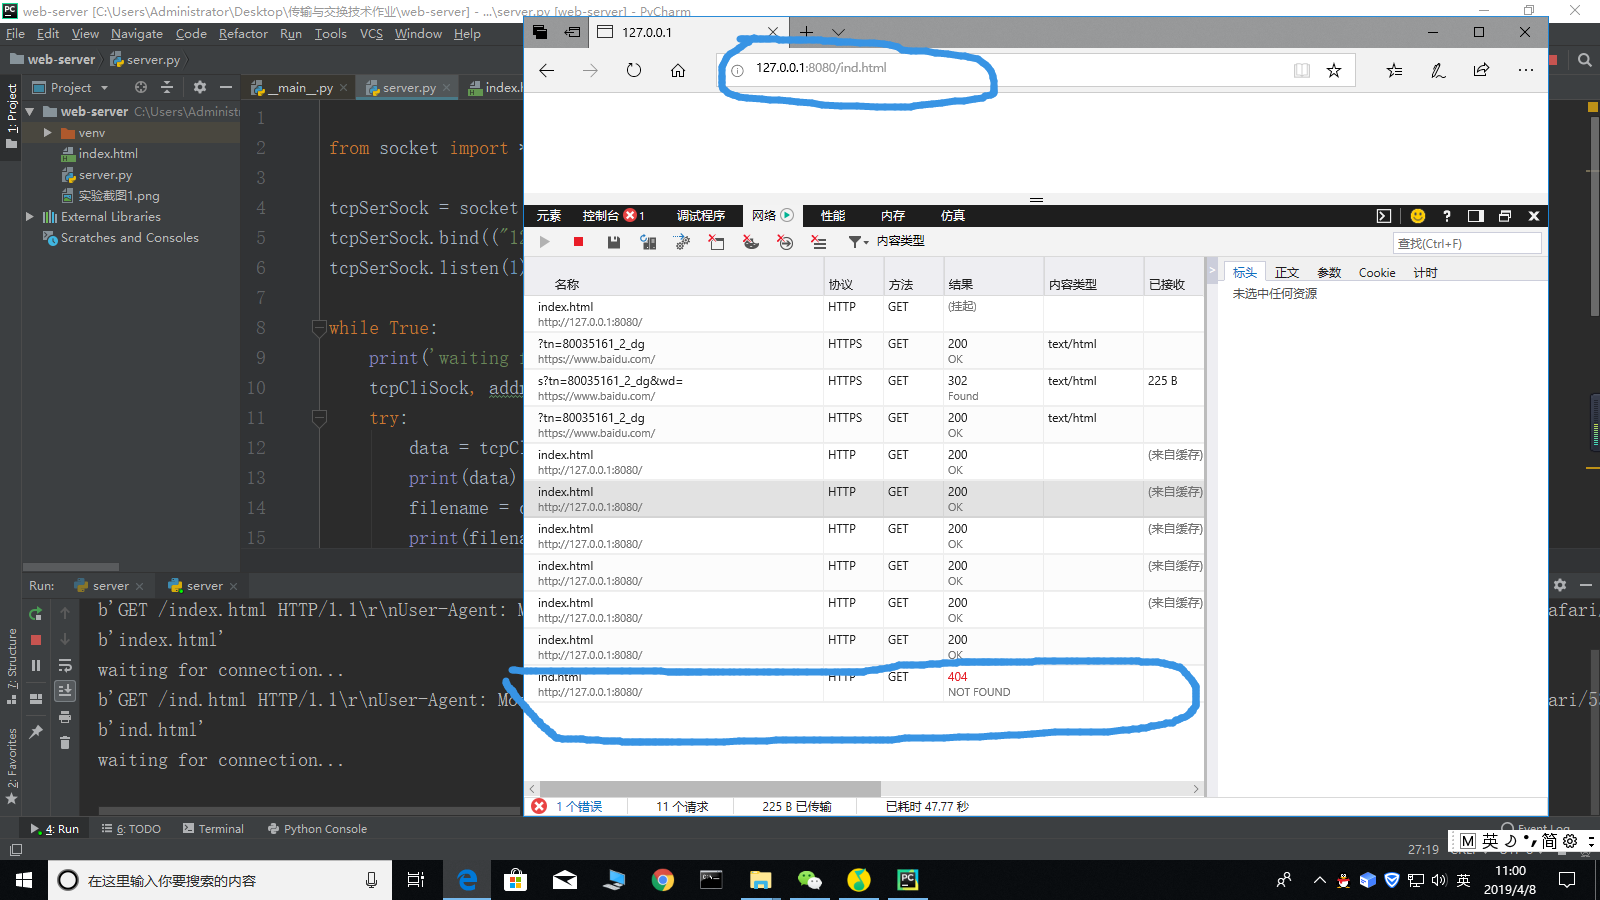 web-server [C:\Users\Administrator\Desktop\传输与交换技术作业\web-server] - ...\server.py [web-server] - PyCharm
File Edit View Navigate Code Refactor Run Tools VCS Window Help
web-server server.py
Project
__main__.py server.py index.h
1: Project
web-server C:\Users\Administr
venv
index.html
server.py
实验截图1.png
External Libraries
Scratches and Consoles
1
2 from socket import *
3
4 tcpSerSock = socket
5 tcpSerSock.bind(("12
6 tcpSerSock.listen(1)
7
8 while True:
9 print('waiting f
10 tcpCliSock, addr
11 try:
12 data = tcpCl
13 print(data)
14 filename = d
15 print(filena
127.0.0.1
127.0.0.1:8080/ind.html
元素 控制台 1 调试程序 网络 性能 内存 仿真
内容类型
查找(Ctrl+F)
名称 协议 方法 结果 内容类型 已接收
标头 正文 参数 Cookie 计时
未选中任何资源
index.html HTTP GET (挂起)
http://127.0.0.1:8080/
?tn=80035161_2_dg HTTPS GET 200 text/html
https://www.baidu.com/ OK
s?tn=80035161_2_dg&wd= HTTPS GET 302 text/html 225 B
https://www.baidu.com/ Found
?tn=80035161_2_dg HTTPS GET 200 text/html
https://www.baidu.com/ OK
index.html HTTP GET 200 (来自缓存)
http://127.0.0.1:8080/ OK
index.html HTTP GET 200 (来自缓存)
http://127.0.0.1:8080/ OK
index.html HTTP GET 200 (来自缓存)
http://127.0.0.1:8080/ OK
index.html HTTP GET 200 (来自缓存)
http://127.0.0.1:8080/ OK
index.html HTTP GET 200 (来自缓存)
http://127.0.0.1:8080/ OK
index.html HTTP GET 200
http://127.0.0.1:8080/ OK
ind.html HTTP GET 404
http://127.0.0.1:8080/ NOT FOUND
1 个错误 11 个请求 225 B 已传输 已耗时 47.77 秒
Run: server server
b'GET /index.html HTTP/1.1\r\nUser-Agent: M
afari/
b'index.html'
waiting for connection...
b'GET /ind.html HTTP/1.1\r\nUser-Agent: Mo
ari/53
b'ind.html'
waiting for connection...
7: Structure
2: Favorites
4: Run 6: TODO Terminal Python Console
Event Log
27:19
M 英 简
在这里输入你要搜索的内容
英
11:00
2019/4/8